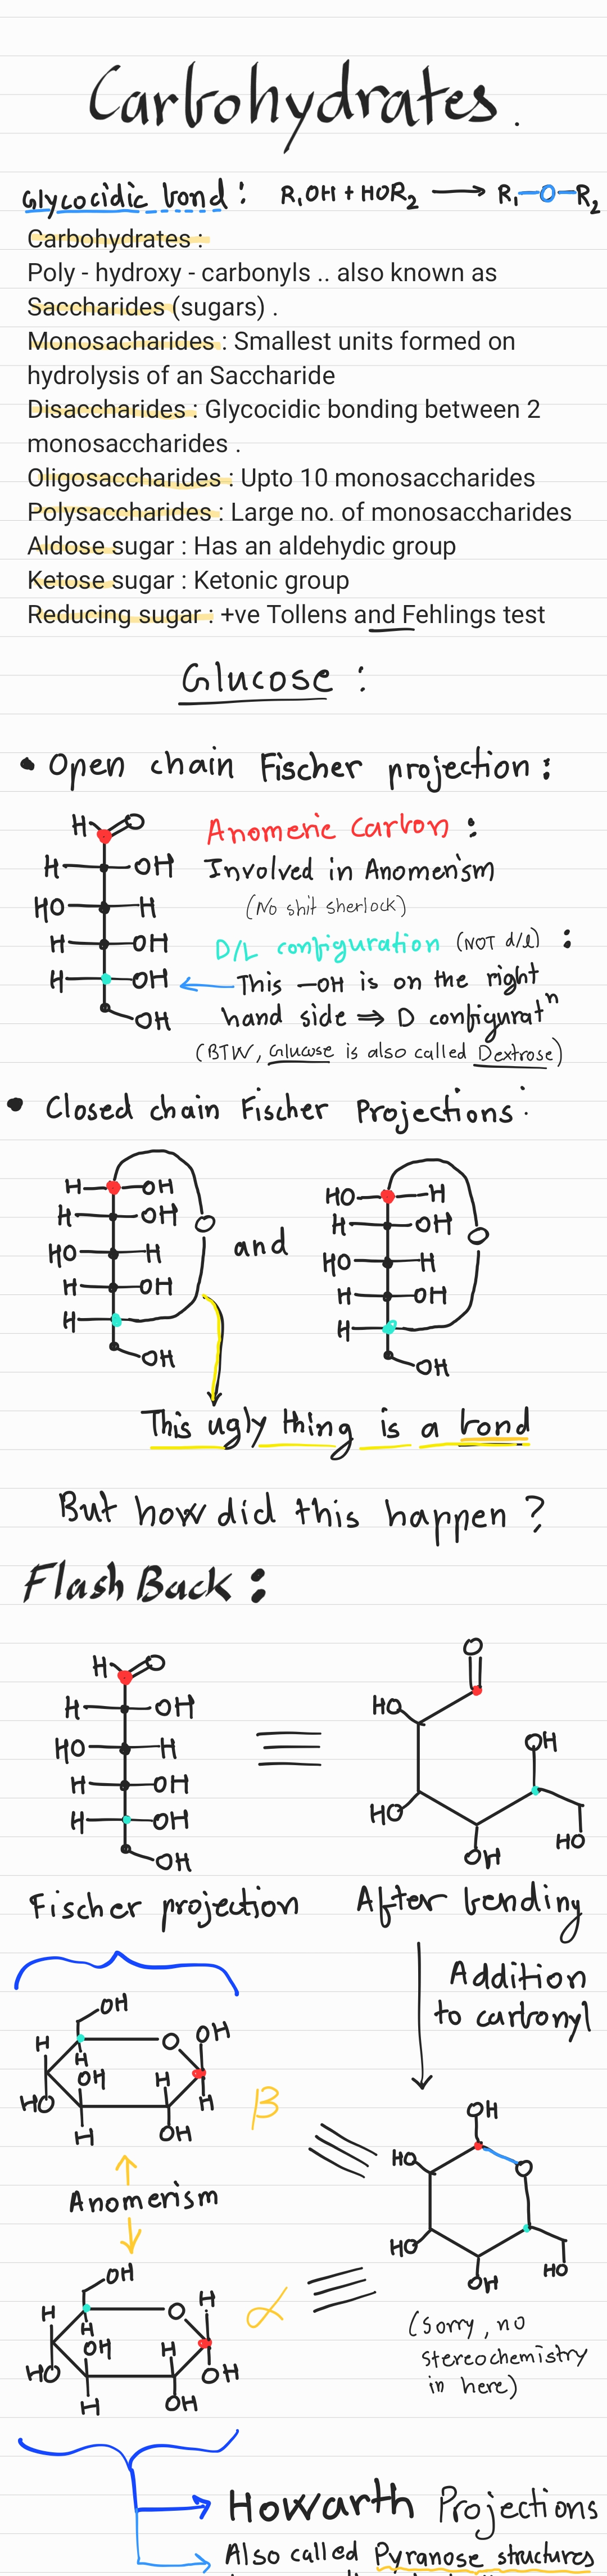 Carbohydrates.
Glycocidic bond: R₁OH + HOR₂ → R₁-O-R₂
Carbohydrates :
Poly - hydroxy - carbonyls .. also known as
Saccharides (sugars) .
Monosacharides : Smallest units formed on
hydrolysis of an Saccharide
Disaccharides : Glycocidic bonding between 2
monosaccharides .
Oligosaccharides : Upto 10 monosaccharides
Polysaccharides : Large no. of monosaccharides
Aldose sugar : Has an aldehydic group
Ketose sugar : Ketonic group
Reducing sugar : +ve Tollens and Fehlings test
Glucose :
• Open chain Fischer projection :
H O
H OH
HO H
H OH
H OH
OH
Anomeric Carbon :
Involved in Anomerism
(No shit sherlock)
D/L configuration (NOT d/l) :
This -OH is on the right
hand side ⇒ D configuratⁿ
(BTW, Glucose is also called Dextrose)
• Closed chain Fischer Projections :
H OH
H OH
HO H
H OH
H
OH
O
and
HO H
H OH
HO H
H OH
H
OH
O
This ugly thing is a bond
But how did this happen ?
Flash Back :
H O
H OH
HO H
H OH
H OH
OH
≡
O
HO
OH
HO
OH
HO
Fischer projection
After bending
Addition
to carbonyl
OH
O OH
H
H
OH H H
HO
H OH
β
Anomerism
OH
O H
H
H
OH H
HO OH
H OH
α
OH
HO O
HO
OH HO
(Sorry, no
stereochemistry
in here)
Howarth Projections
Also called Pyranose structures